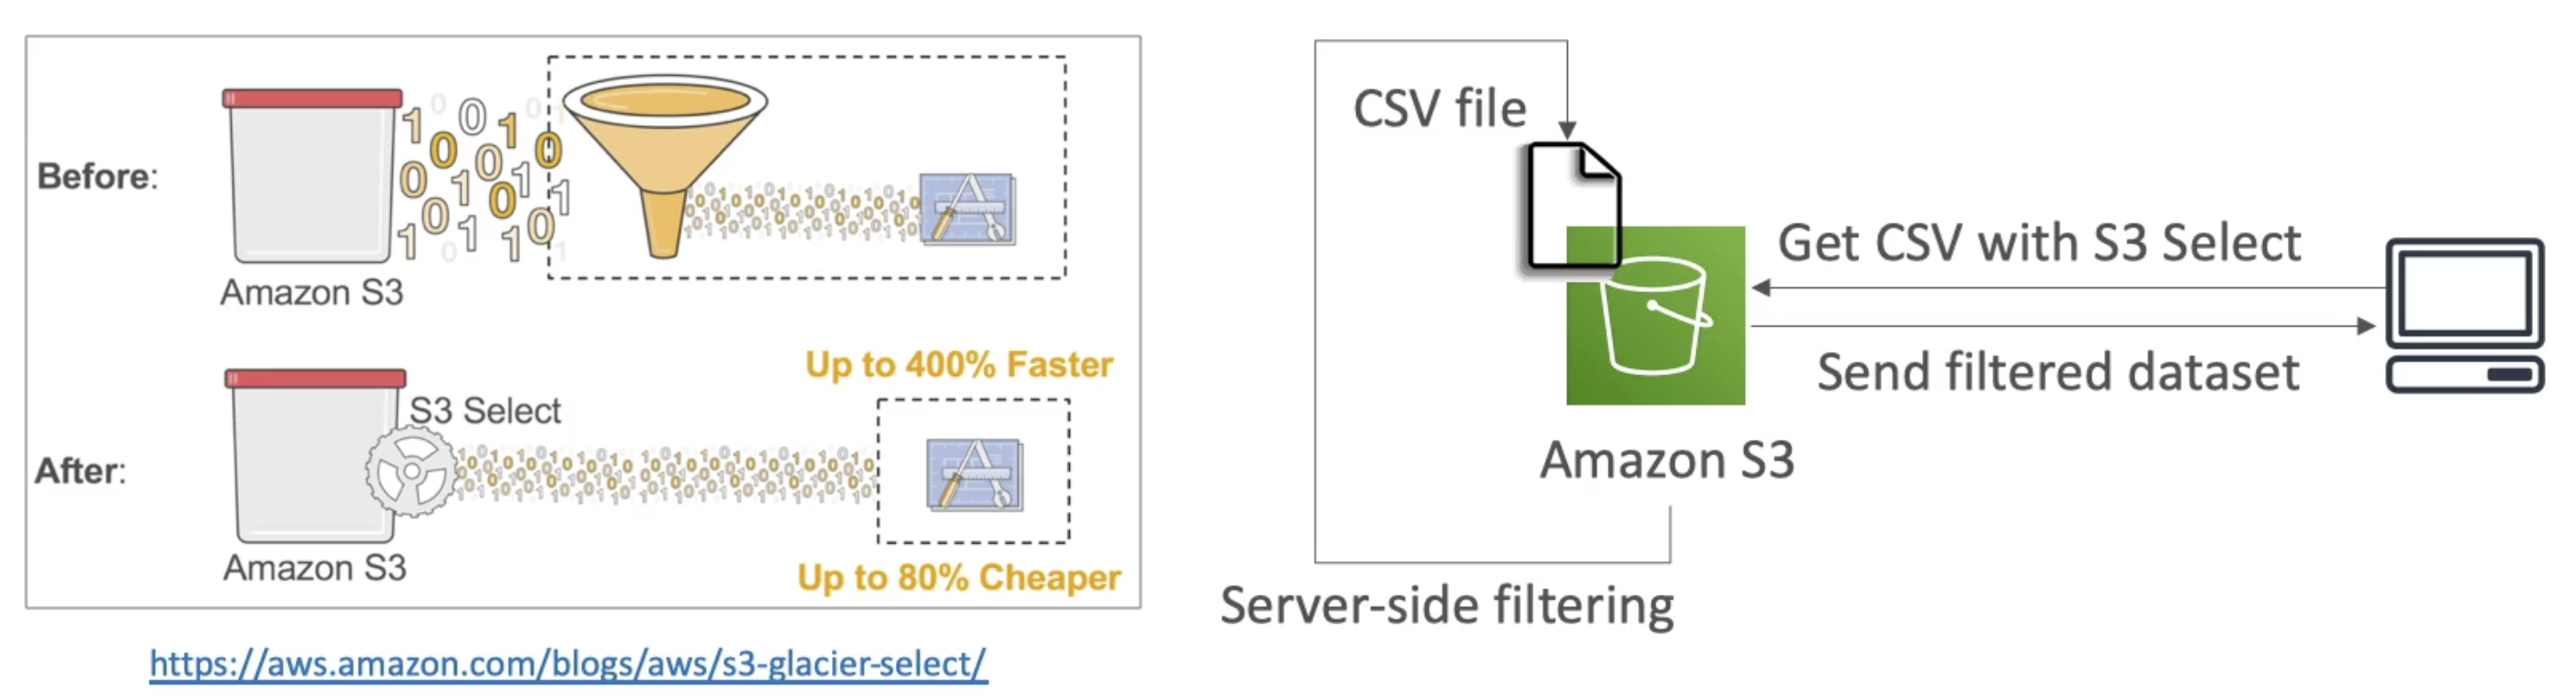 Before:
Amazon S3
Up to 400% Faster
S3 Select
After:
Amazon S3
Up to 80% Cheaper
https://aws.amazon.com/blogs/aws/s3-glacier-select/
CSV file
Get CSV with S3 Select
Send filtered dataset
Amazon S3
Server-side filtering